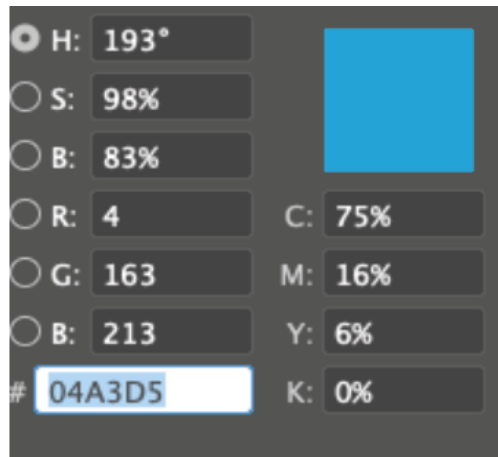 H: 193°
S: 98%
B: 83%
R: 4
C: 75%
G: 163
M: 16%
B: 213
Y: 6%
# 04A3D5
K: 0%